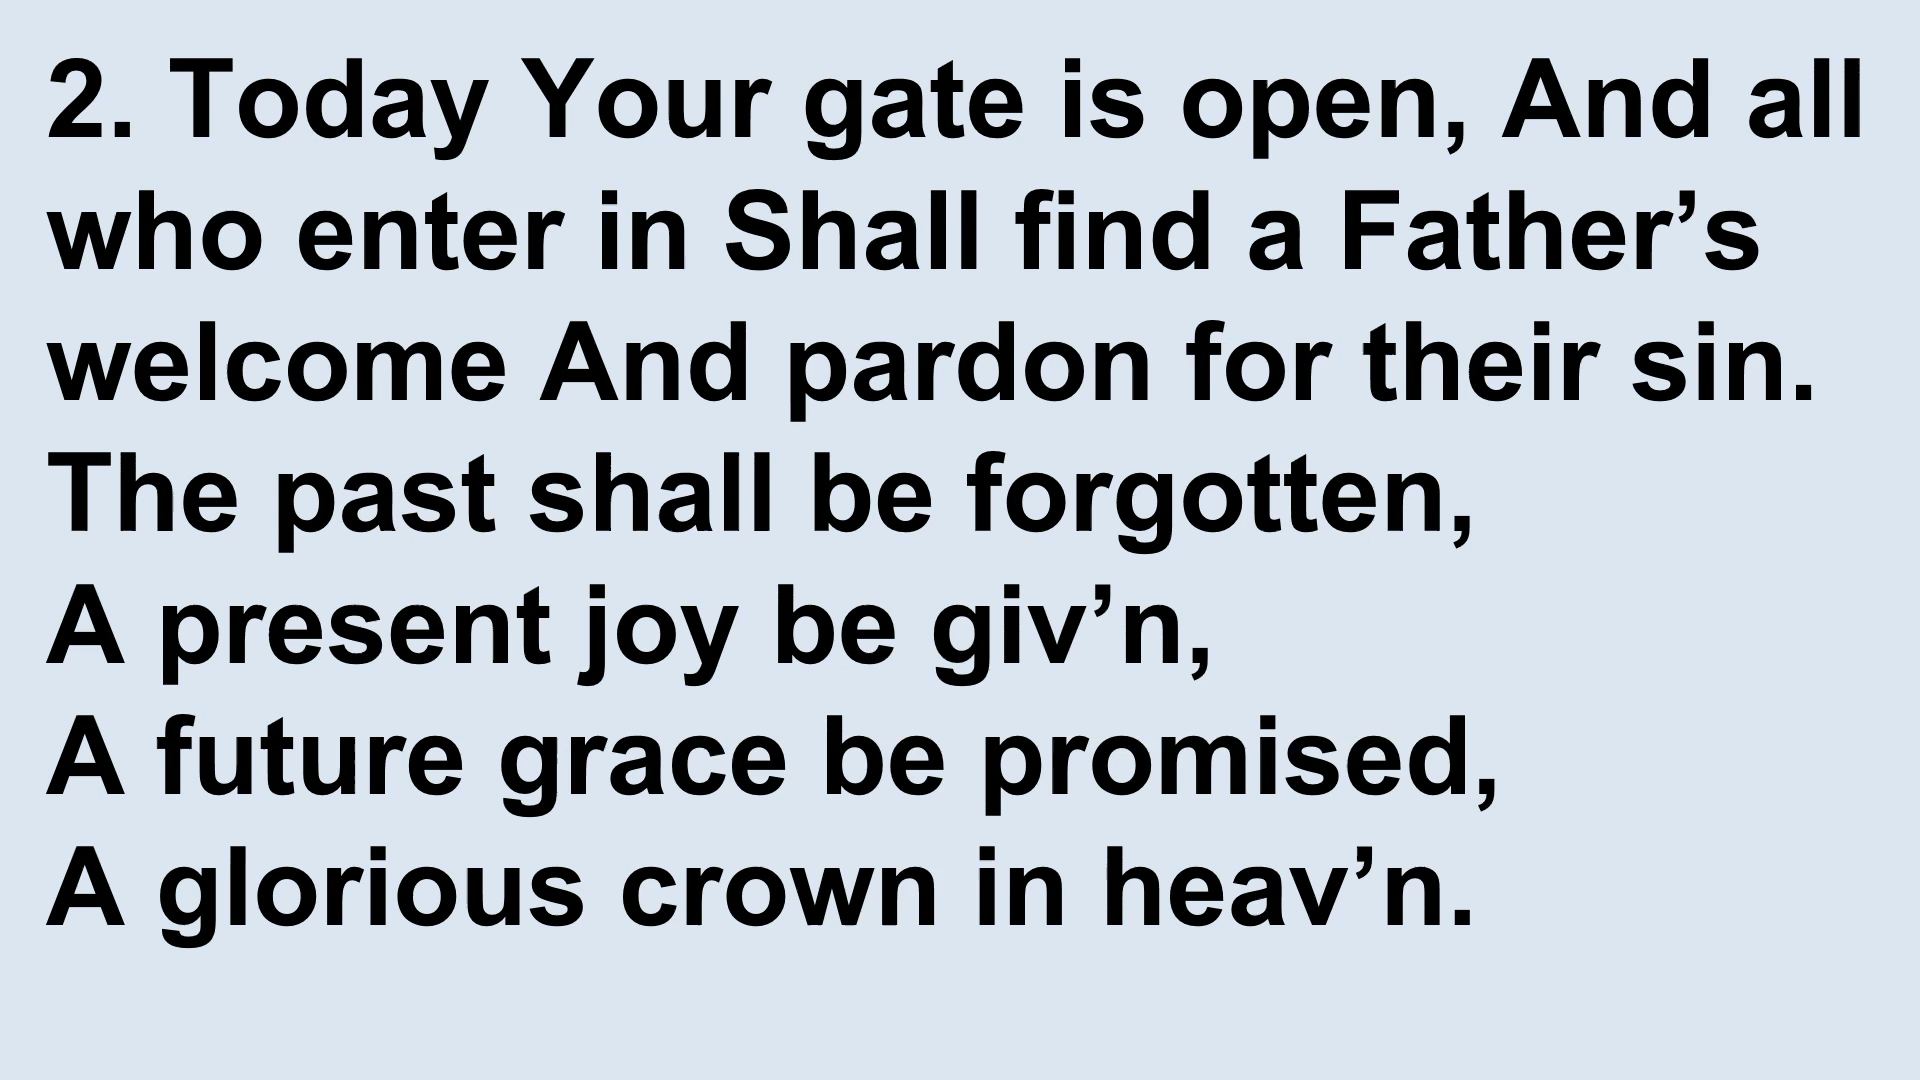 2. Today Your gate is open, And all
who enter in Shall find a Father’s
welcome And pardon for their sin.
The past shall be forgotten,
A present joy be giv’n,
A future grace be promised,
A glorious crown in heav’n.